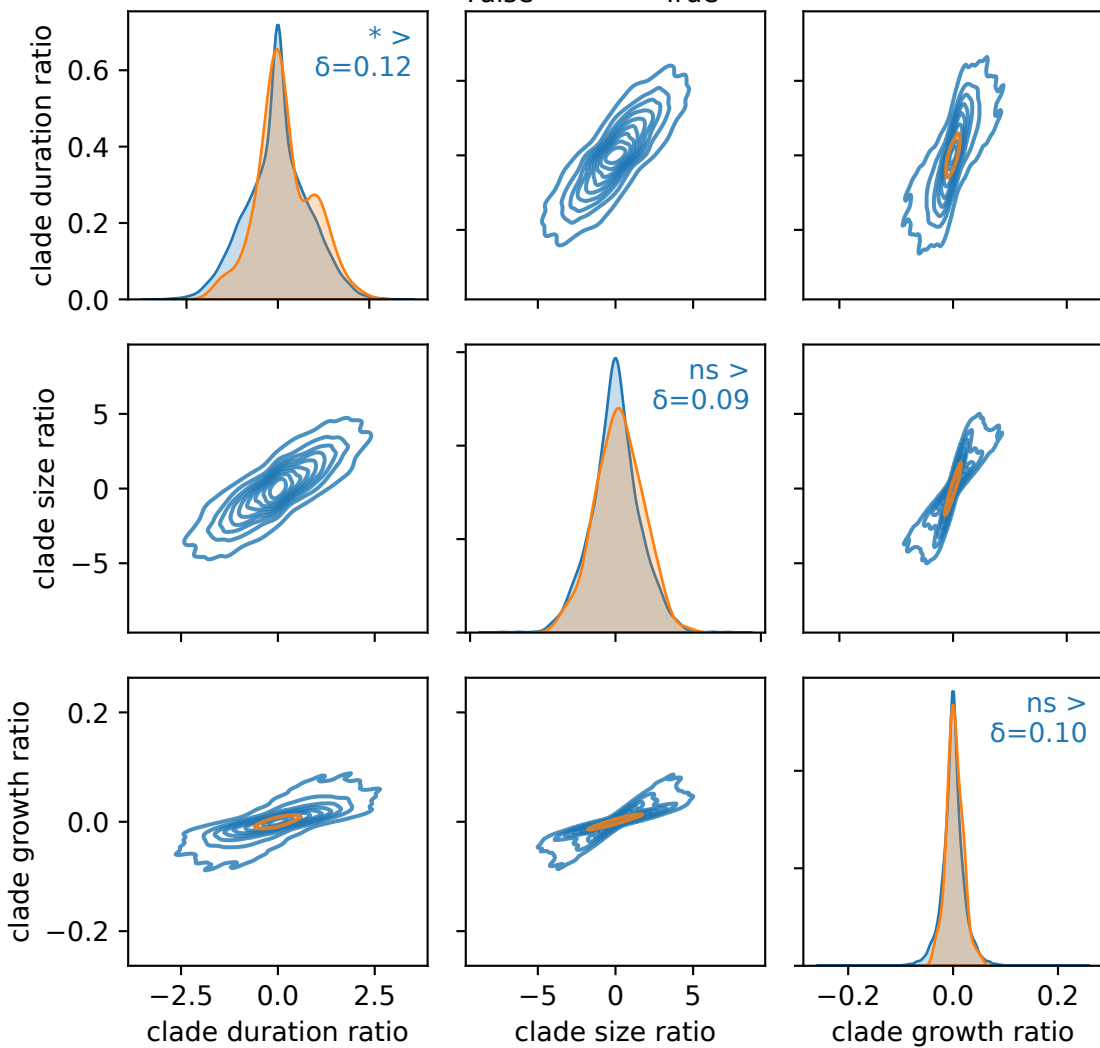 clade duration ratio
0.6
0.4
0.2
0.0
* >
δ=0.12
clade size ratio
5
0
−5
ns >
δ=0.09
clade growth ratio
0.2
0.0
−0.2
ns >
δ=0.10
−2.5 0.0 2.5
−5 0 5
−0.2 0.0 0.2
clade duration ratio
clade size ratio
clade growth ratio